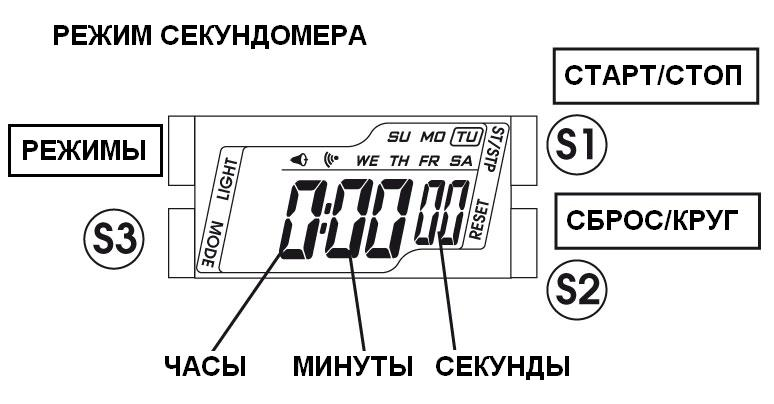 РЕЖИМ СЕКУНДОМЕРА
СТАРТ/СТОП
РЕЖИМЫ
S1
SU MO TU
WE TH FR SA
ST/STP
LIGHT
0:00 00
СБРОС/КРУГ
RESET
MODE
S3
S2
ЧАСЫ МИНУТЫ СЕКУНДЫ